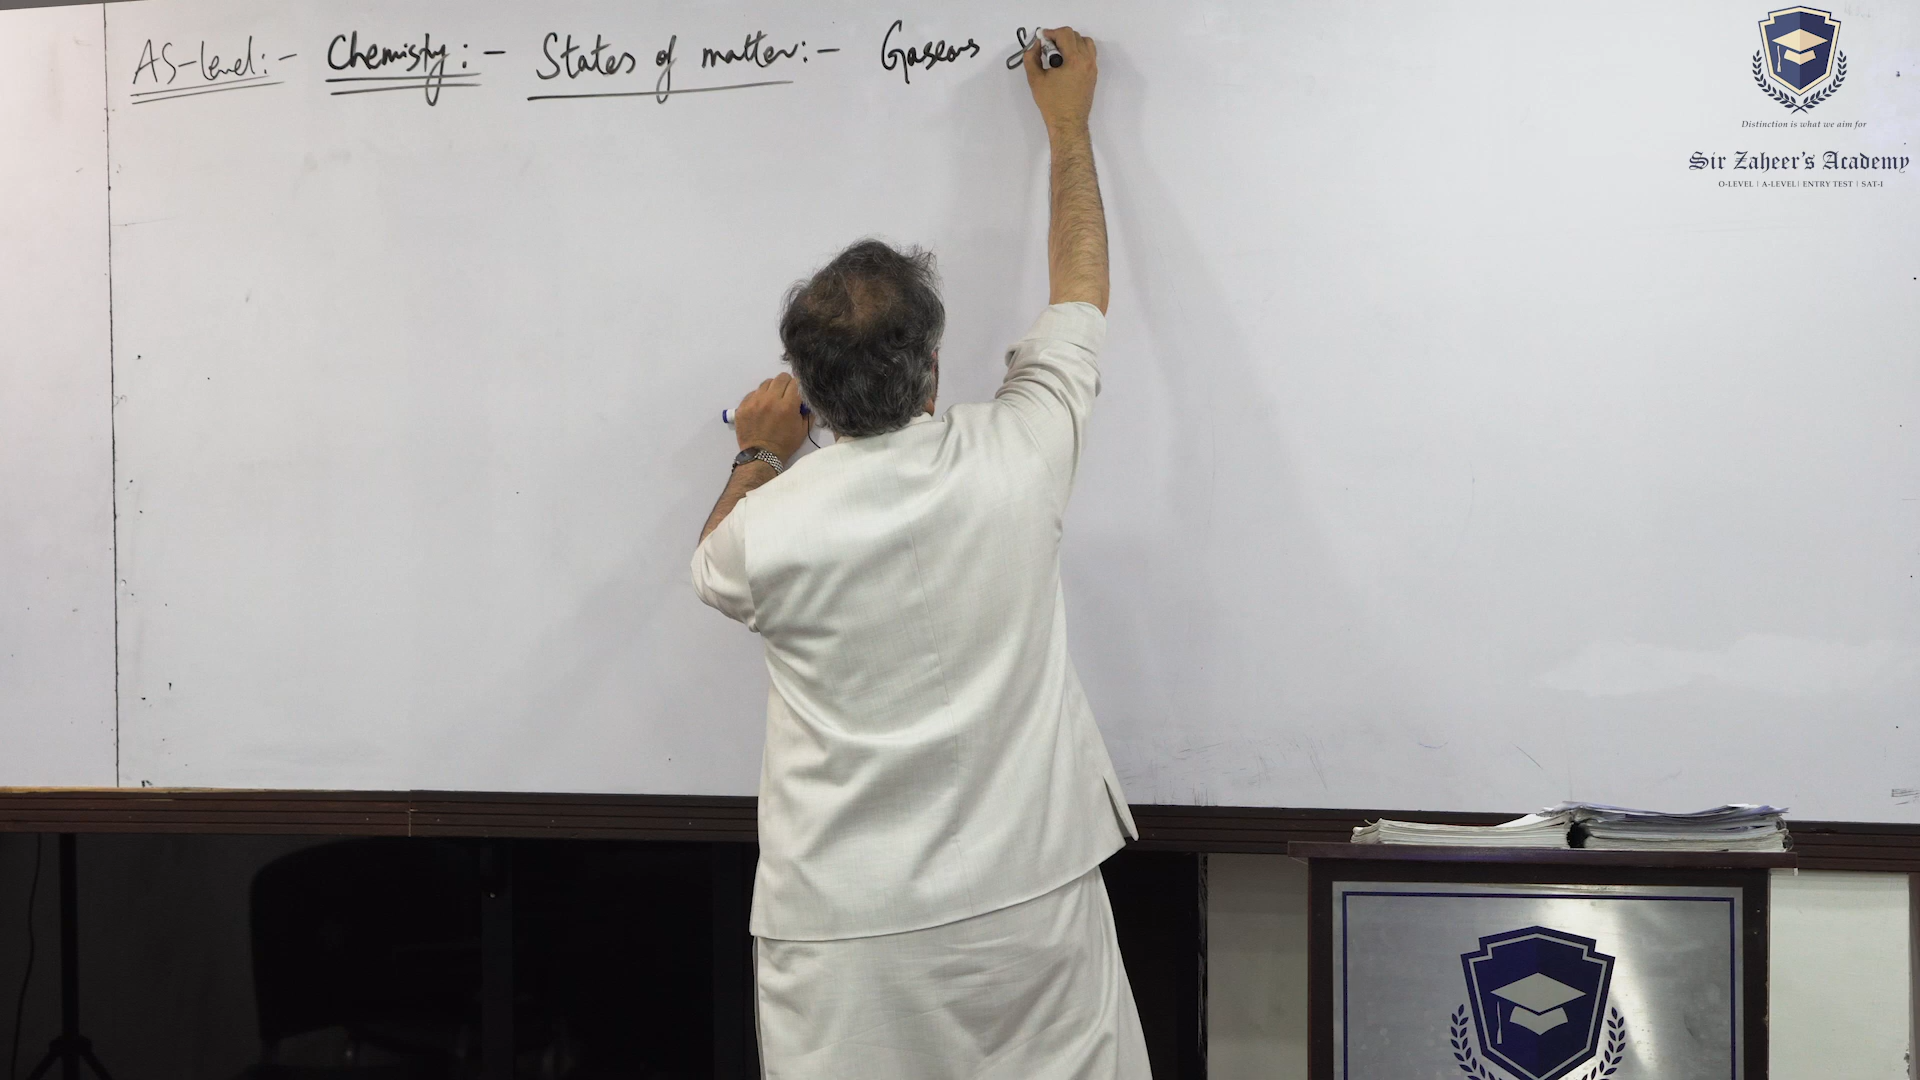 AS-level:- Chemistry:- States of matter:- Gaseous
Distinction is what we aim for
Sir Zaheer's Academy
O-LEVEL | A-LEVEL | ENTRY TEST | SAT-I